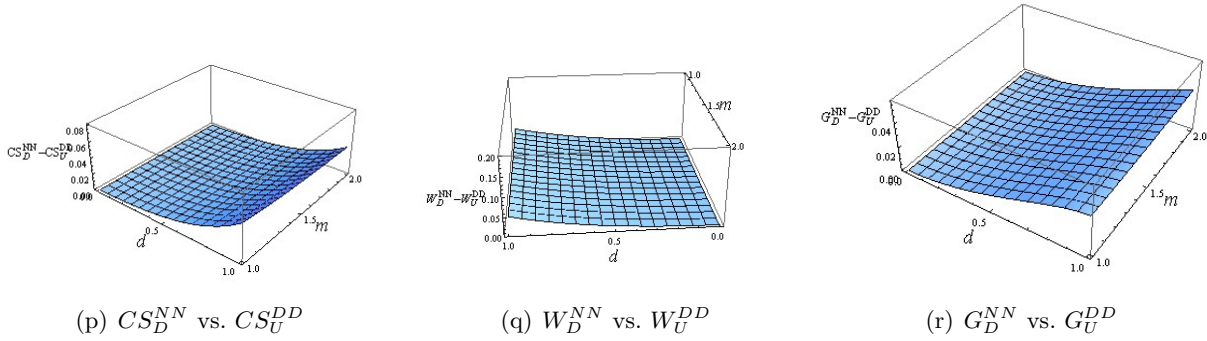 0.08
0.06
CS_D^NN–CS_U^DD
0.04
0.02
0.00
0.0
0.5
d
1.0
1.0
1.5
m
2.0
1.0
1.5
m
2.0
0.20
0.15
0.10
W_D^NN–W_U^DD
0.05
0.00
1.0
0.5
d
0.0
G_D^NN–G_U^DD
0.04
0.02
0.00
0.0
0.5
d
1.0
1.0
1.5
m
2.0
(p) CS_D^NN vs. CS_U^DD
(q) W_D^NN vs. W_U^DD
(r) G_D^NN vs. G_U^DD